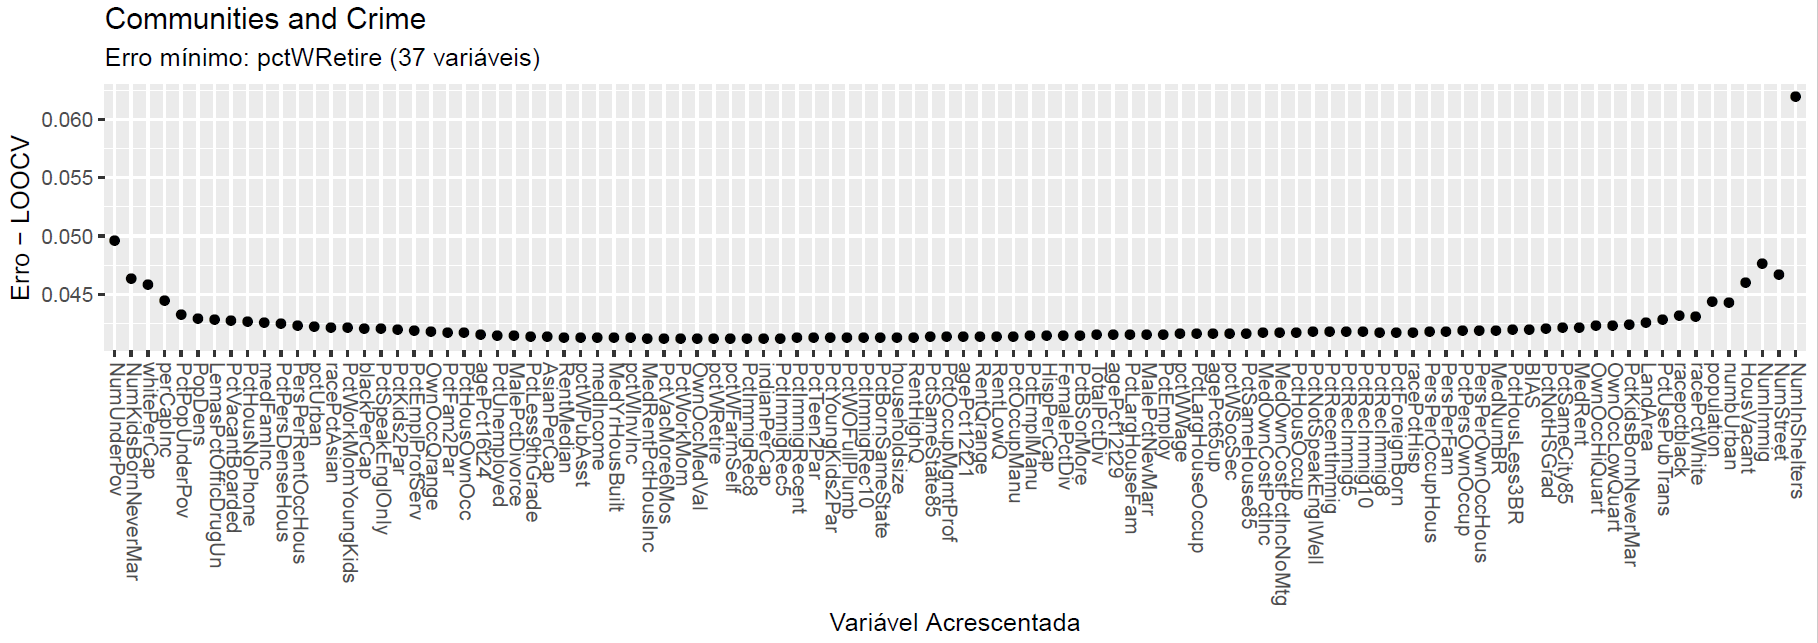 Communities and Crime
Erro mínimo: pctWRetire (37 variáveis)
Erro − LOOCV
0.060
0.055
0.050
0.045
NumUnderPov
NumKidsBornNeverMar
whitePerCap
perCapInc
PctPopUnderPov
PopDens
LemasPctOfficDrugUn
PctVacantBoarded
PctHousNoPhone
medFamInc
PctPersDenseHous
PersPerRentOccHous
pctUrban
racePctAsian
PctWorkMomYoungKids
blackPerCap
PctSpeakEnglOnly
PctKids2Par
PctEmplProfServ
OwnOccQrange
PctFam2Par
PctHousOwnOcc
agePct16t24
PctUnemployed
MalePctDivorce
PctLess9thGrade
AsianPerCap
RentMedian
pctWPubAsst
medIncome
MedYrHousBuilt
pctWInvInc
MedRentPctHousInc
PctVacMore6Mos
PctWorkMom
OwnOccMedVal
pctWRetire
pctWFarmSelf
PctImmigRec8
indianPerCap
PctImmigRec5
PctImmigRecent
PctTeen2Par
PctYoungKids2Par
PctWOFullPlumb
PctImmigRec10
PctBornSameState
householdsize
RentHighQ
PctSameState85
PctOccupMgmtProf
agePct12t21
RentQrange
RentLowQ
PctOccupManu
PctEmplManu
HispPerCap
FemalePctDiv
PctBSorMore
TotalPctDiv
agePct12t29
PctLargHouseFam
MalePctNevMarr
PctEmploy
pctWWage
PctLargHouseOccup
agePct65up
pctWSocSec
PctSameHouse85
MedOwnCostPctInc
MedOwnCostPctIncNoMtg
PctHousOccup
PctNotSpeakEnglWell
PctRecentImmig
PctRecImmig5
PctRecImmig10
PctRecImmig8
PctForeignBorn
racePctHisp
PersPerOccupHous
PersPerFam
PctPersOwnOccup
PersPerOwnOccHous
MedNumBR
PctHousLess3BR
BIAS
PctNotHSGrad
PctSameCity85
MedRent
OwnOccHiQuart
OwnOccLowQuart
PctKidsBornNeverMar
LandArea
PctUsePubTrans
racepctblack
racePctWhite
population
numbUrban
HousVacant
NumImmig
NumStreet
NumInShelters
Variável Acrescentada